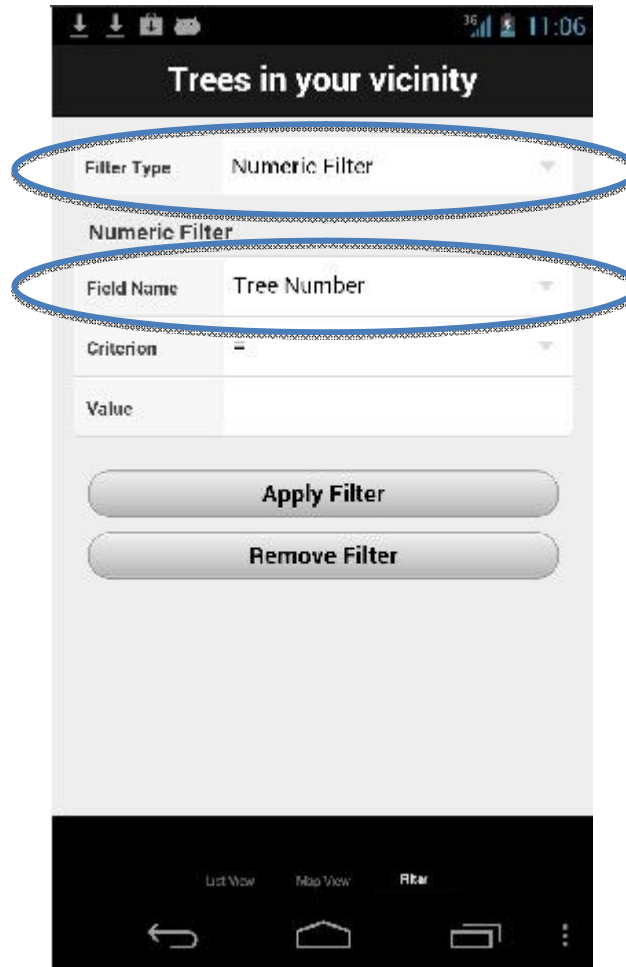 3G 11:06
Trees in your vicinity
Filter Type Numeric Filter
Numeric Filter
Field Name Tree Number
Criterion =
Value
Apply Filter
Remove Filter
List View Map View Filter